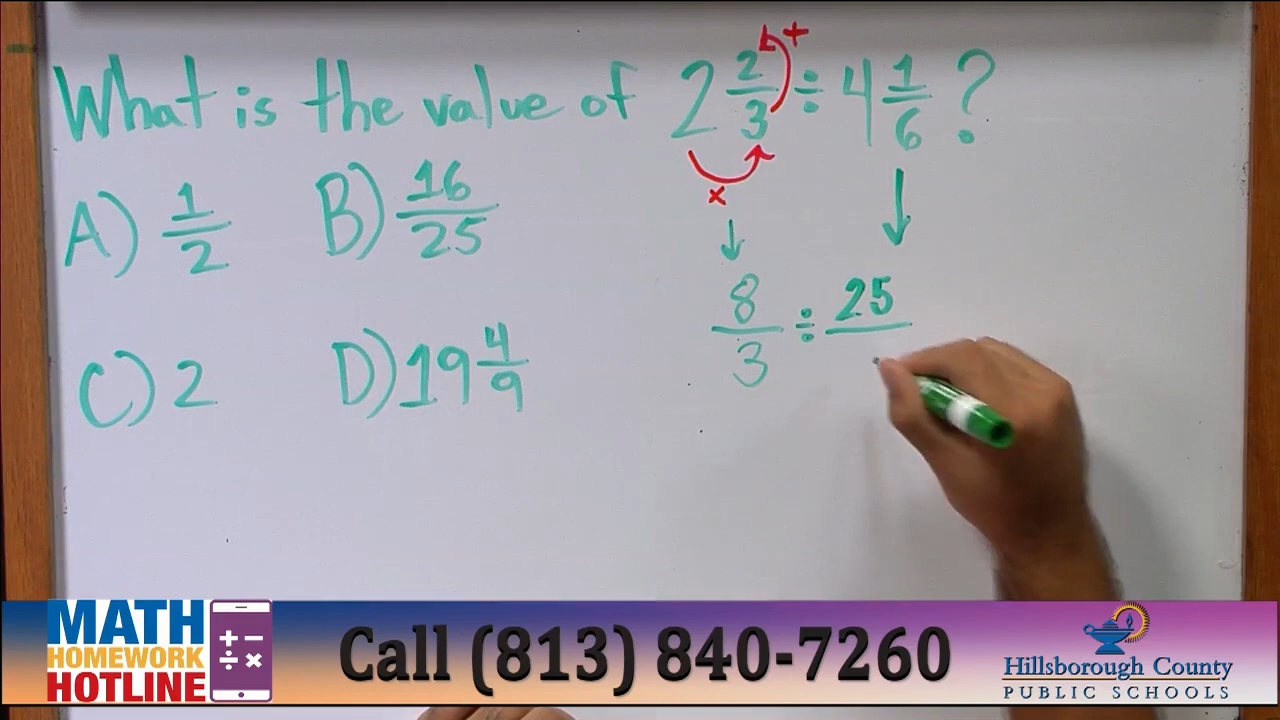 What is the value of 2 2/3 ÷ 4 1/6 ?
+
x
A) 1/2 B) 16/25
8/3 ÷ 25/
C) 2 D) 19 4/9
MATH
HOMEWORK
HOTLINE
+ −
÷ ×
Call (813) 840-7260
Hillsborough County
PUBLIC SCHOOLS